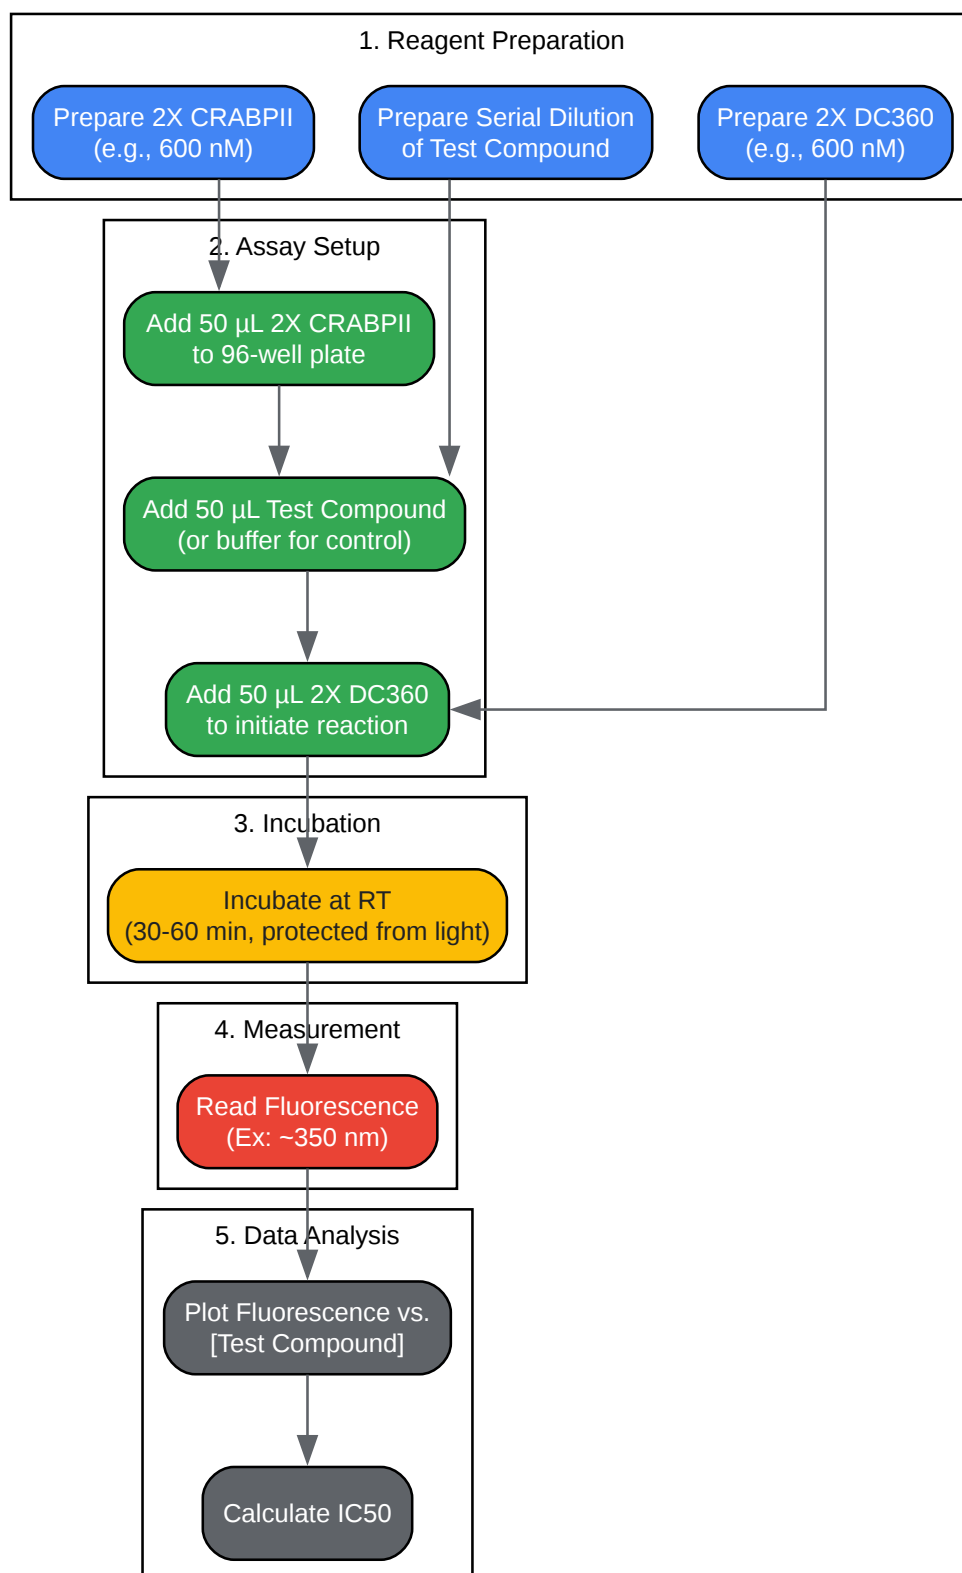 1. Reagent Preparation
Prepare 2X CRABPII
(e.g., 600 nM)
Prepare Serial Dilution
of Test Compound
Prepare 2X DC360
(e.g., 600 nM)
2. Assay Setup
Add 50 µL 2X CRABPII
to 96-well plate
Add 50 µL Test Compound
(or buffer for control)
Add 50 µL 2X DC360
to initiate reaction
3. Incubation
Incubate at RT
(30-60 min, protected from light)
4. Measurement
Read Fluorescence
(Ex: ~350 nm)
5. Data Analysis
Plot Fluorescence vs.
[Test Compound]
Calculate IC50